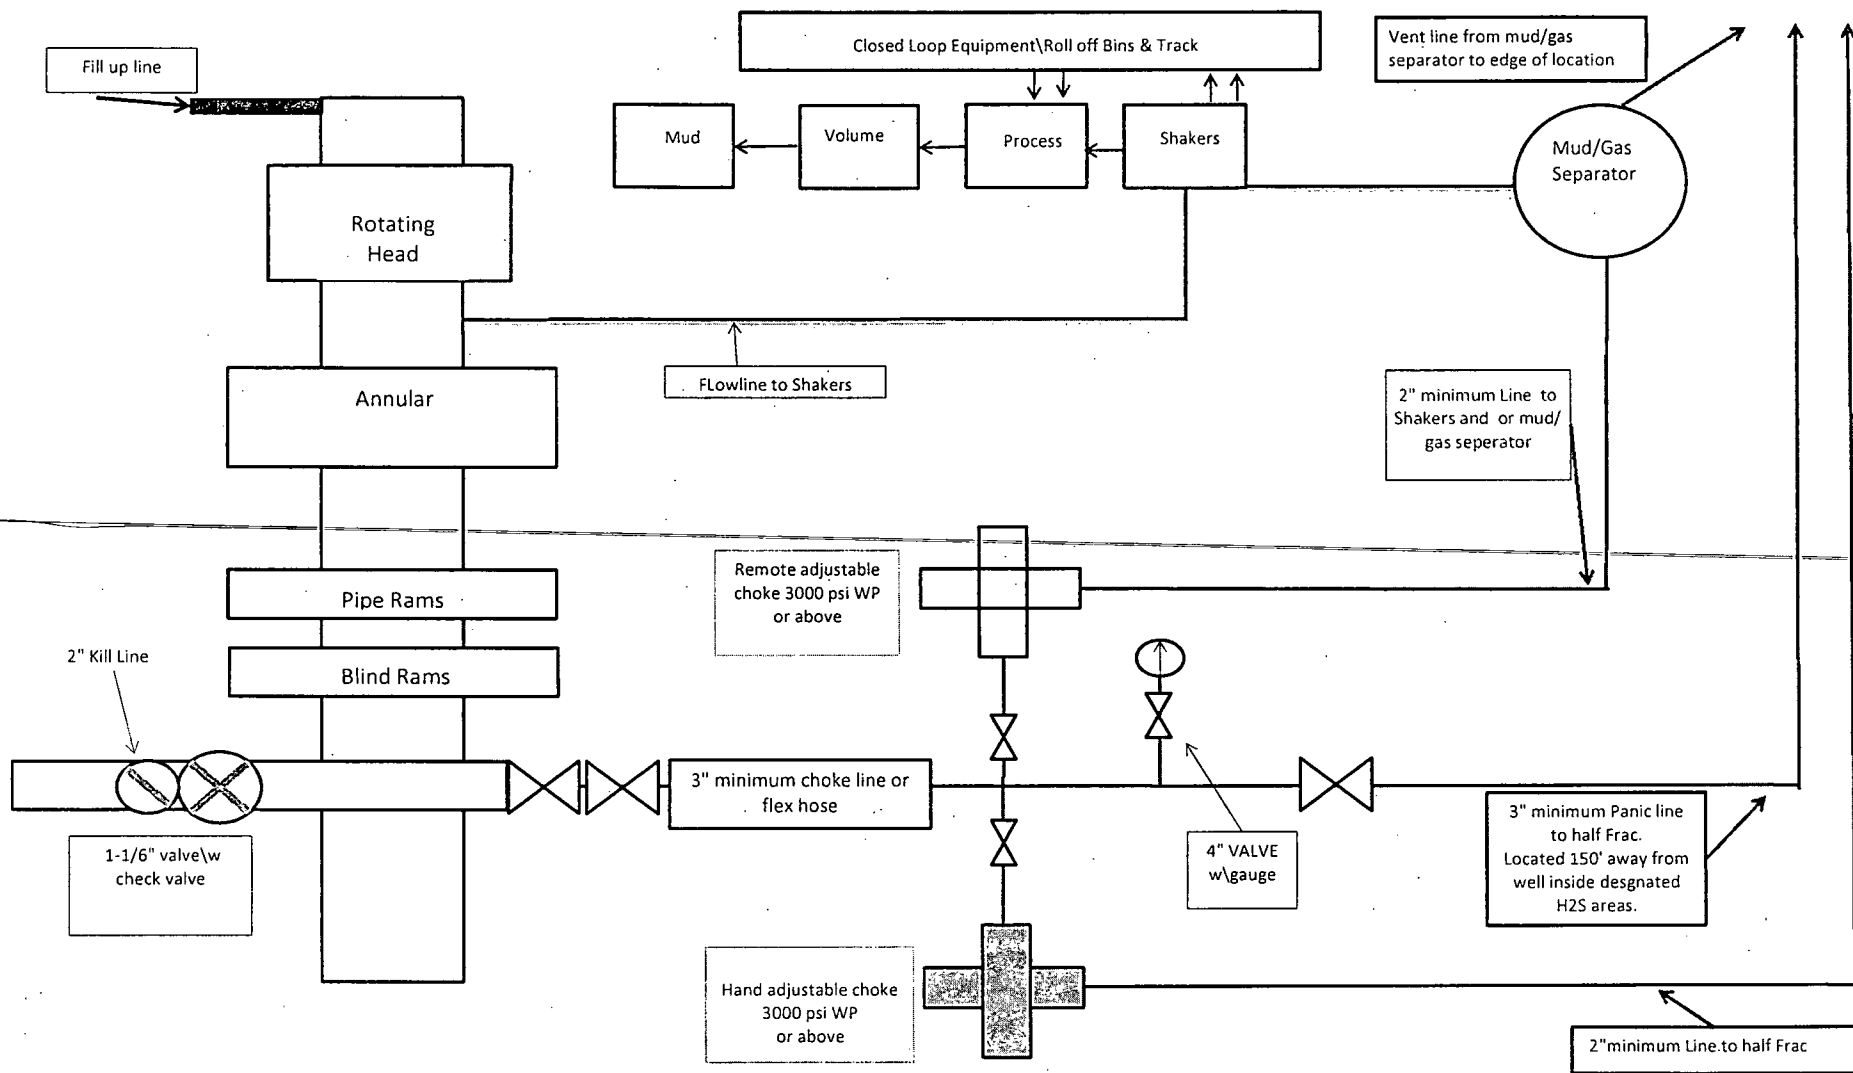 Closed Loop Equipment\Roll off Bins & Track
Vent line from mud/gas
separator to edge of location
Fill up line
Mud
Volume
Process
Shakers
Mud/Gas
Separator
Rotating
Head
FLowline to Shakers
Annular
2" minimum Line to
Shakers and or mud/
gas seperator
Remote adjustable
choke 3000 psi WP
or above
Pipe Rams
2" Kill Line
Blind Rams
3" minimum choke line or
flex hose
1-1/6" valve\w
check valve
4" VALVE
w\gauge
3" minimum Panic line
to half Frac.
Located 150' away from
well inside desgnated
H2S areas.
Hand adjustable choke
3000 psi WP
or above
2"minimum Line.to half Frac